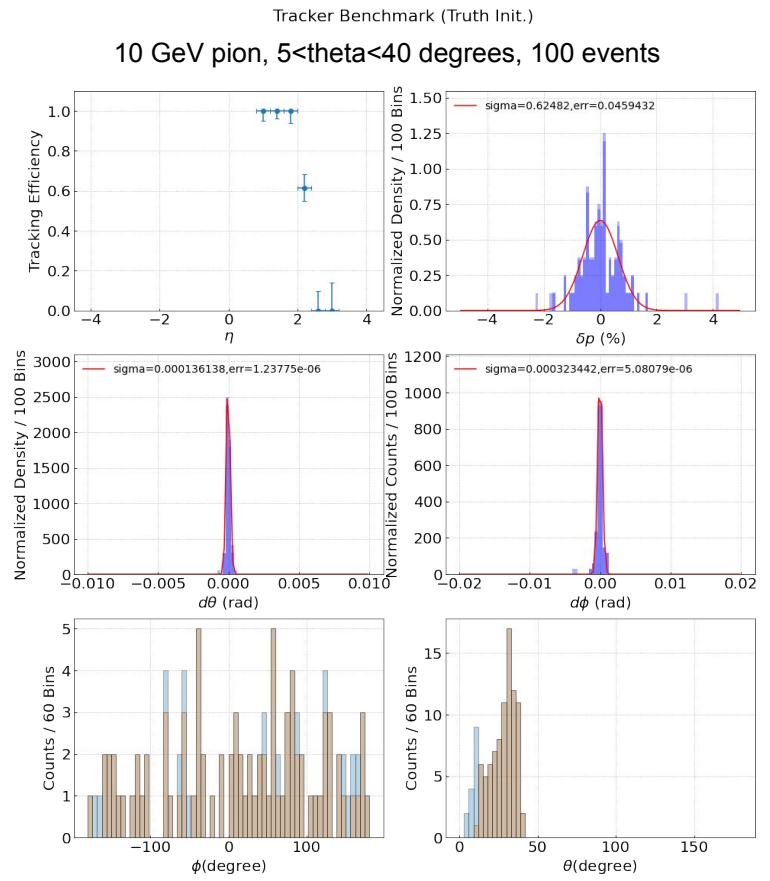 Tracker Benchmark (Truth Init.)
10 GeV pion, 5<theta<40 degrees, 100 events
Tracking Efficiency
1.0
0.8
0.6
0.4
0.2
0.0
−4 −2 0 2 4
η
Normalized Density / 100 Bins
1.50
1.25
1.00
0.75
0.50
0.25
0.00
sigma=0.62482,err=0.0459432
−4 −2 0 2 4
δp (%)
Normalized Density / 100 Bins
3000
2500
2000
1500
1000
500
0
sigma=0.000136138,err=1.23775e-06
−0.010 −0.005 0.000 0.005 0.010
dθ (rad)
Normalized Counts / 100 Bins
1200
1000
800
600
400
200
0
sigma=0.000323442,err=5.08079e-06
−0.02 −0.01 0.00 0.01 0.02
dϕ (rad)
Counts / 60 Bins
5
4
3
2
1
0
−100 0 100
ϕ(degree)
Counts / 60 Bins
15
10
5
0
0 50 100 150
θ(degree)